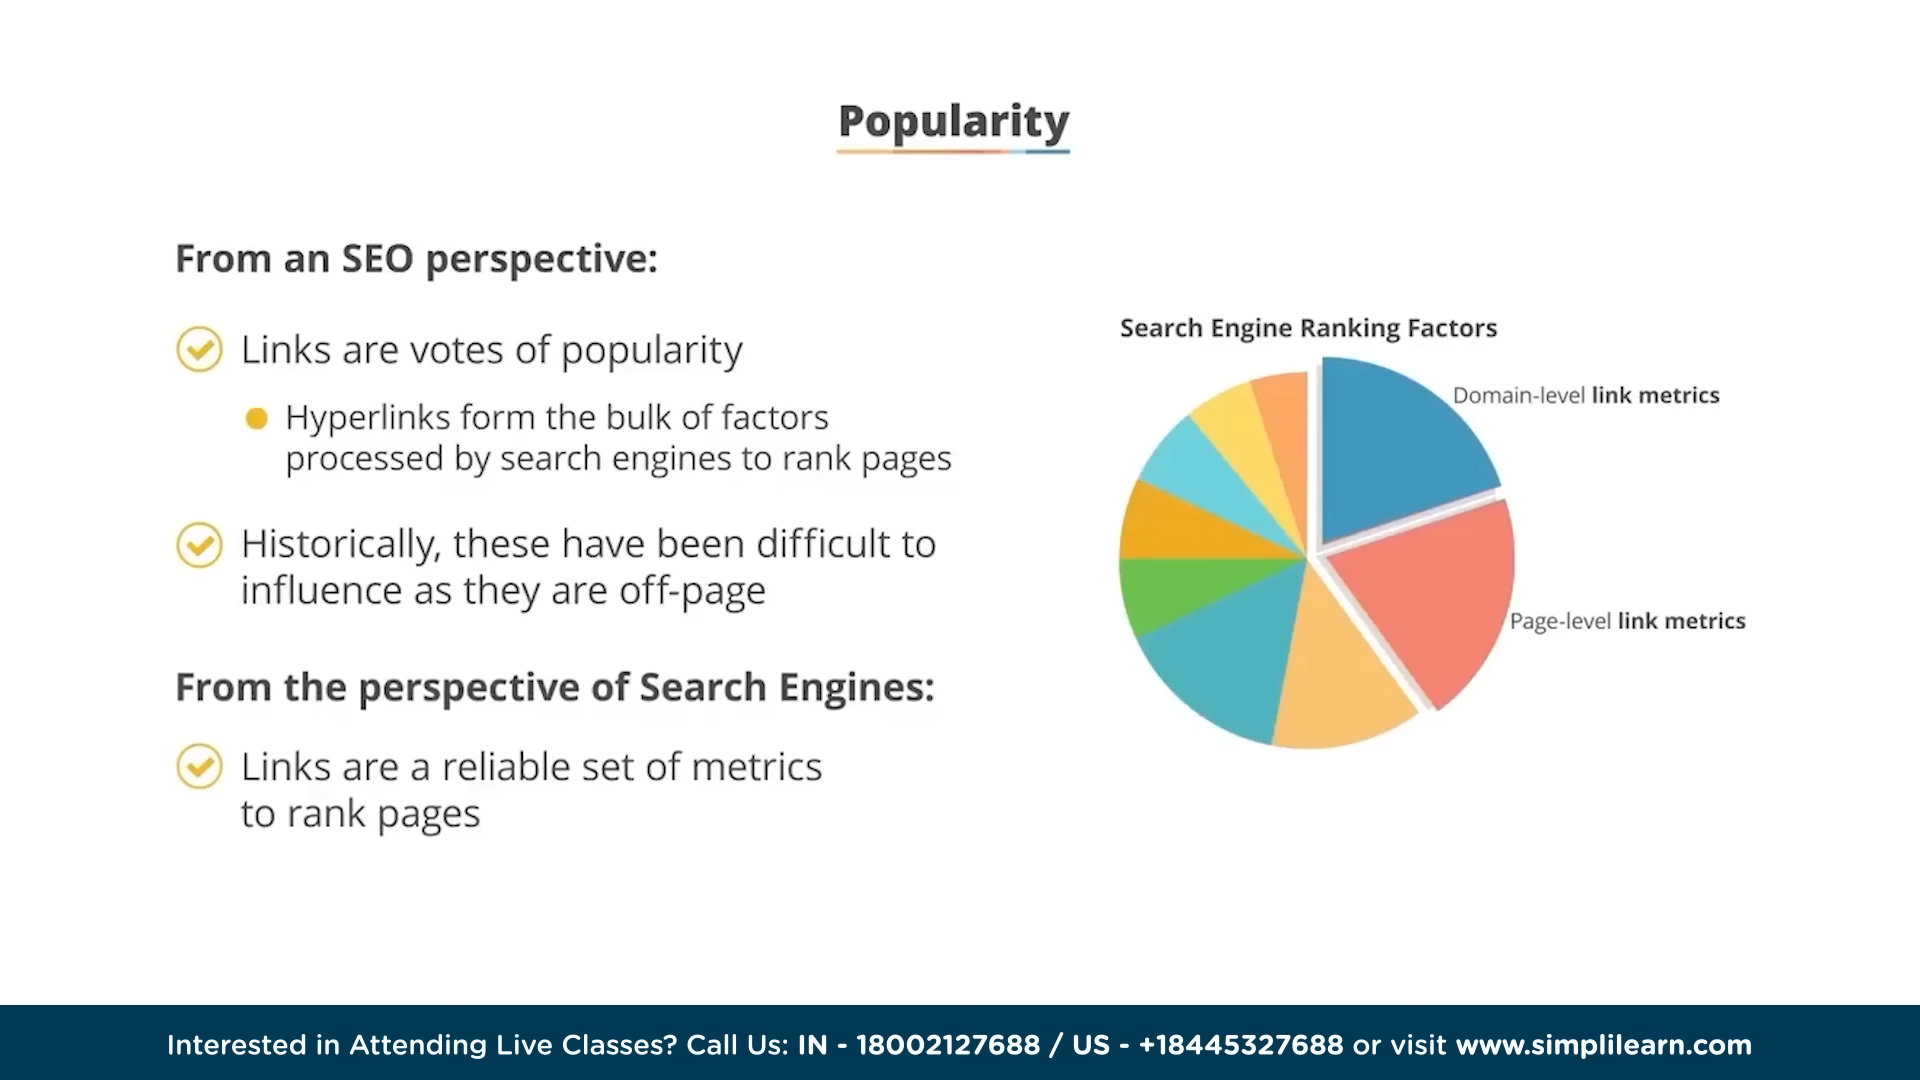 Popularity
From an SEO perspective:
Links are votes of popularity
Hyperlinks form the bulk of factors
processed by search engines to rank pages
Historically, these have been difficult to
influence as they are off-page
From the perspective of Search Engines:
Links are a reliable set of metrics
to rank pages
Search Engine Ranking Factors
Domain-level link metrics
Page-level link metrics
Interested in Attending Live Classes? Call Us: IN - 18002127688 / US - +18445327688 or visit www.simplilearn.com